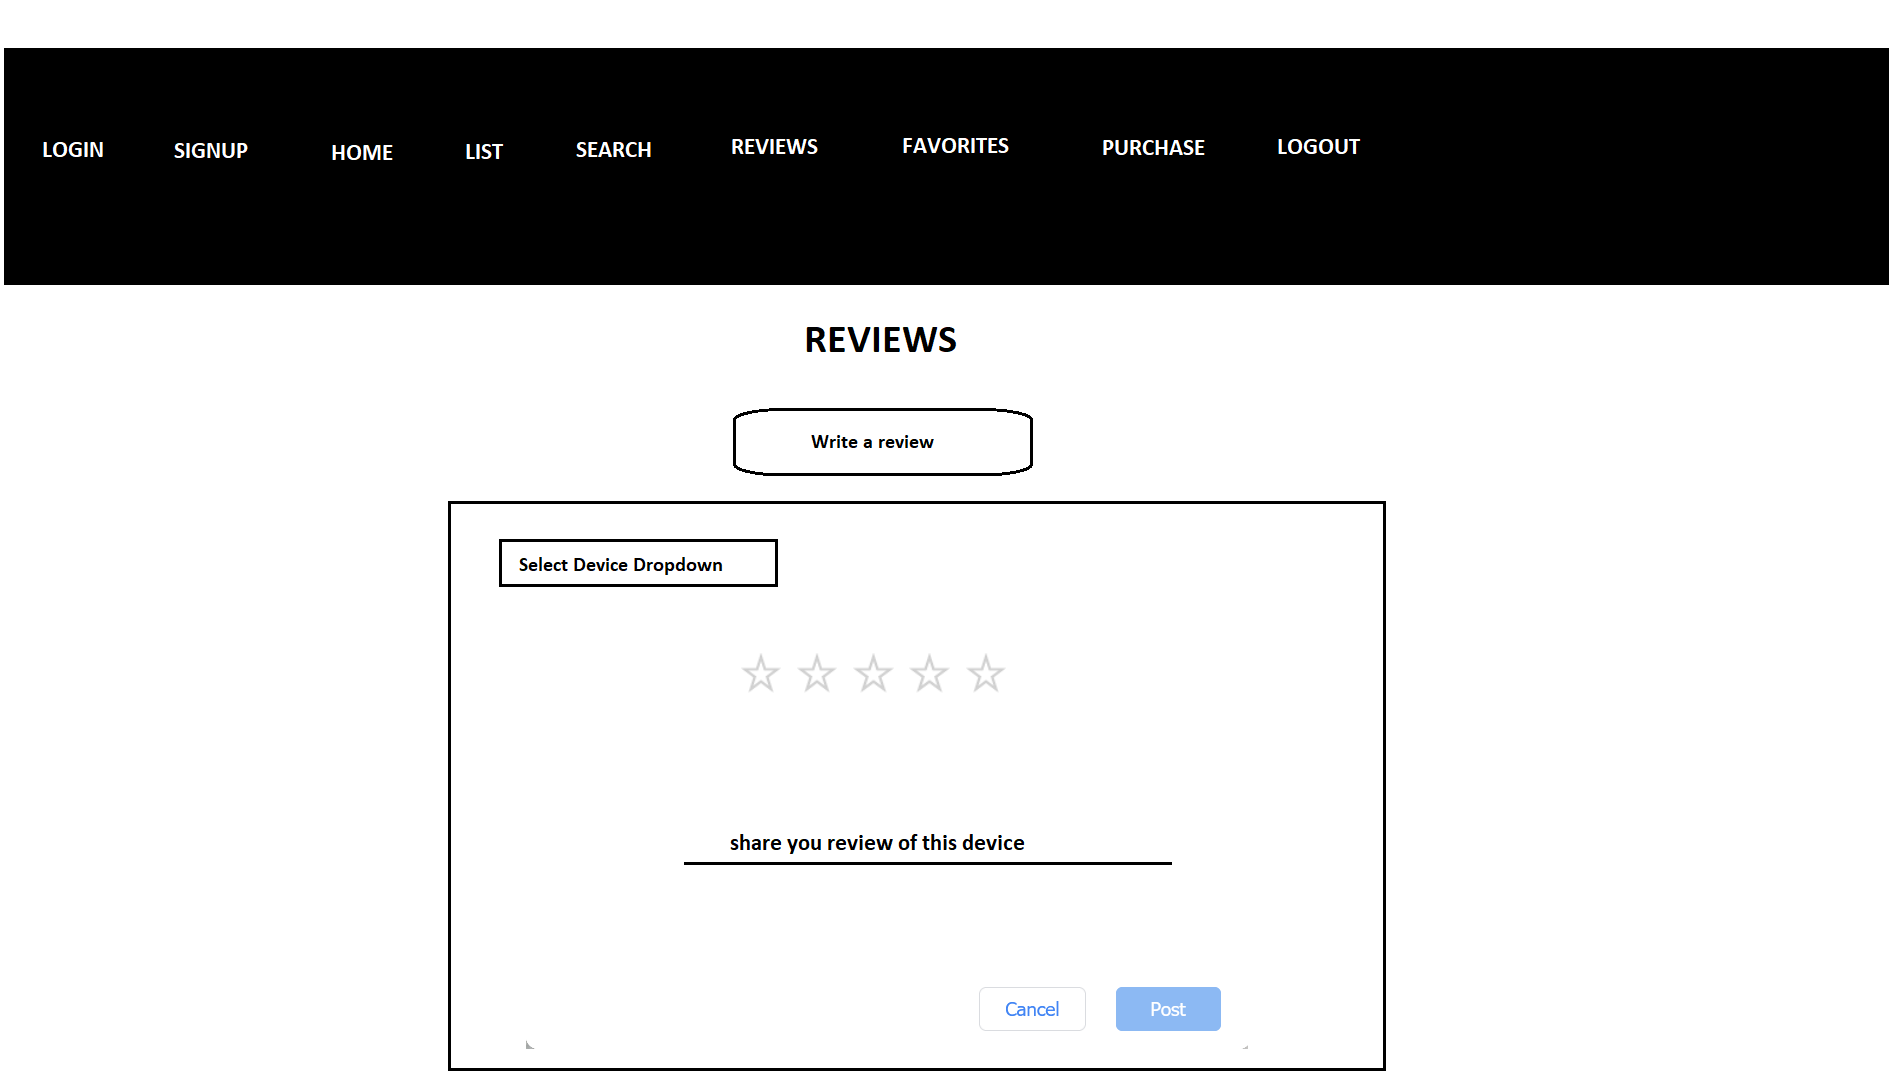 LOGIN SIGNUP HOME LIST SEARCH REVIEWS FAVORITES PURCHASE LOGOUT
REVIEWS
Write a review
Select Device Dropdown
share you review of this device
Cancel Post